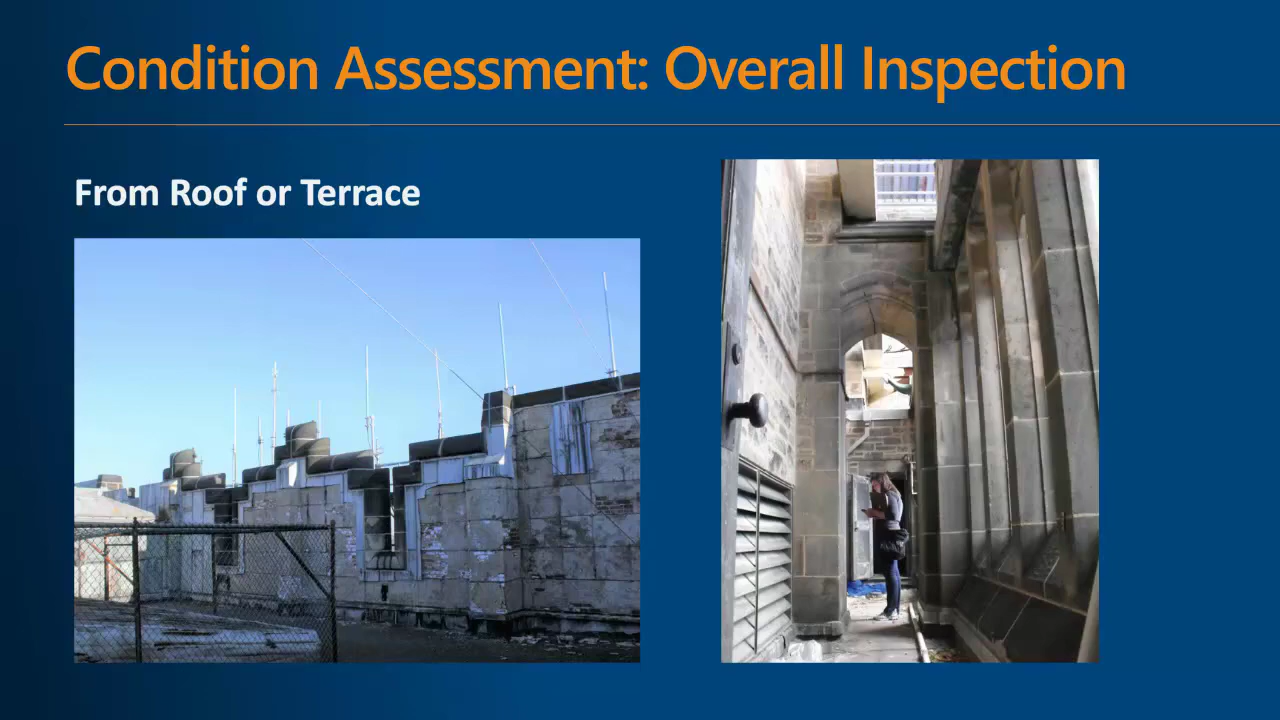 Condition Assessment: Overall Inspection
From Roof or Terrace